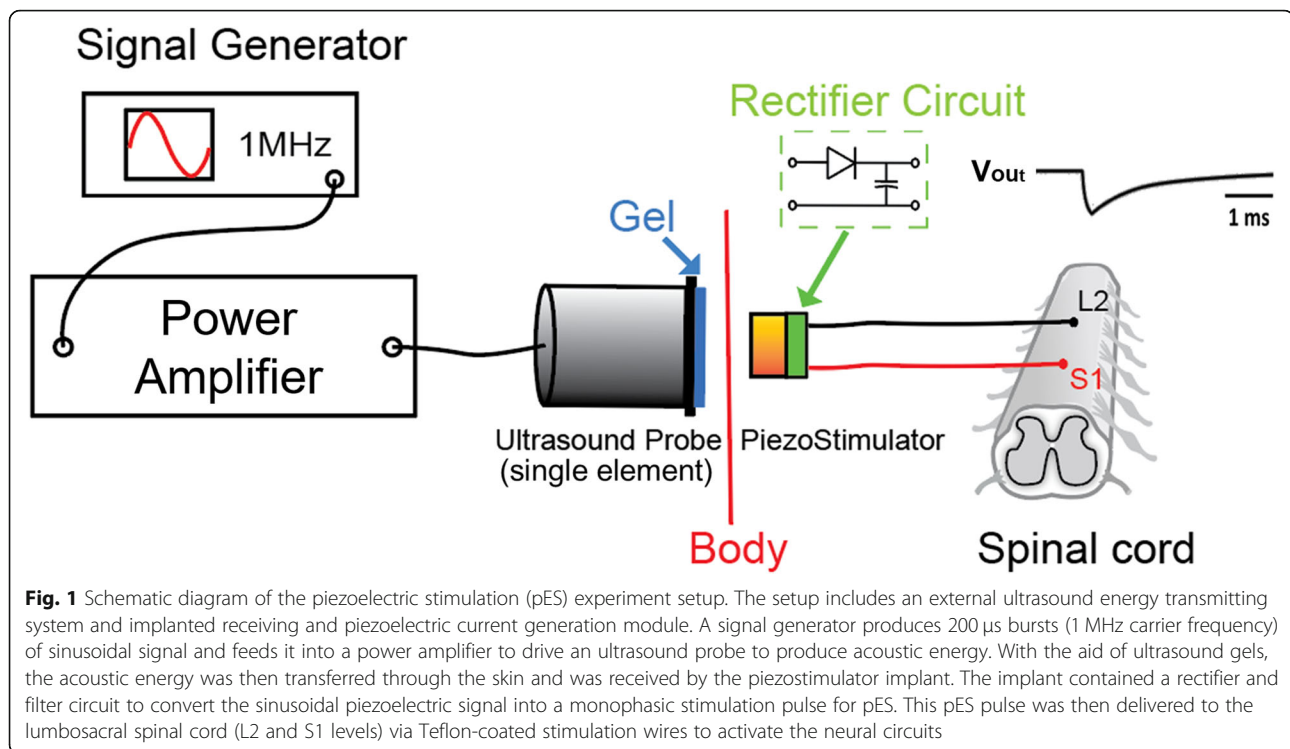 Signal Generator
1MHz
Power
Amplifier
Gel
Ultrasound Probe
(single element)
Body
Rectifier Circuit
PiezoStimulator
Vout
1 ms
L2
S1
Spinal cord
Fig. 1 Schematic diagram of the piezoelectric stimulation (pES) experiment setup. The setup includes an external ultrasound energy transmitting
system and implanted receiving and piezoelectric current generation module. A signal generator produces 200 μs bursts (1 MHz carrier frequency)
of sinusoidal signal and feeds it into a power amplifier to drive an ultrasound probe to produce acoustic energy. With the aid of ultrasound gels,
the acoustic energy was then transferred through the skin and was received by the piezostimulator implant. The implant contained a rectifier and
filter circuit to convert the sinusoidal piezoelectric signal into a monophasic stimulation pulse for pES. This pES pulse was then delivered to the
lumbosacral spinal cord (L2 and S1 levels) via Teflon-coated stimulation wires to activate the neural circuits